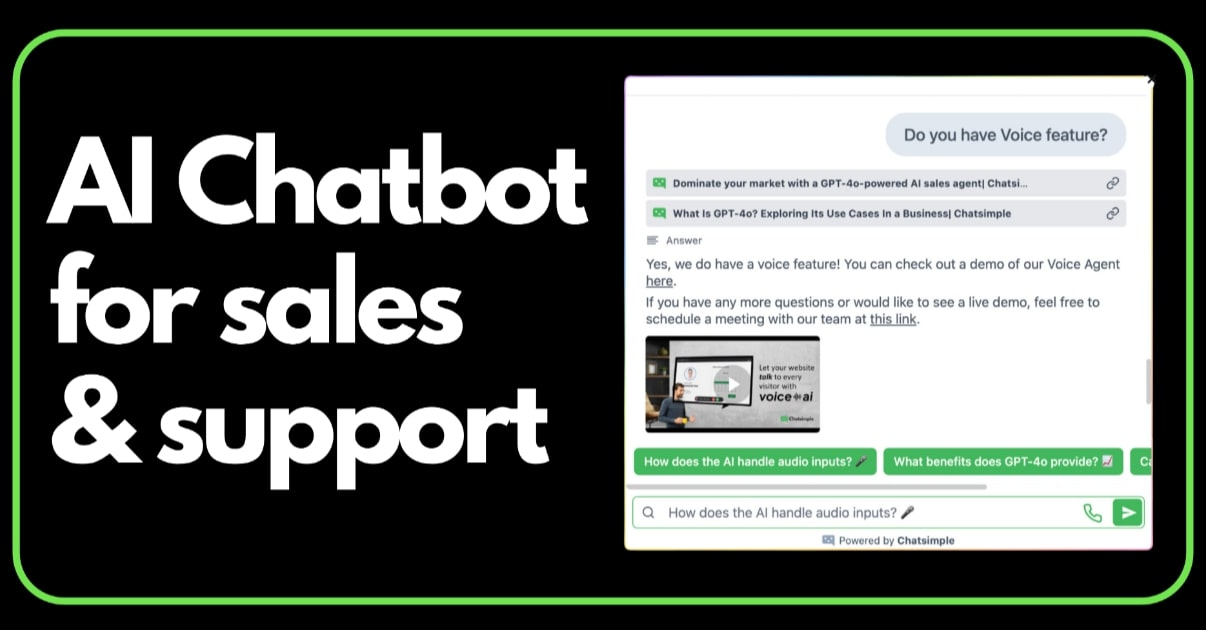 AI Chatbot
for sales
& support
Do you have Voice feature?
Dominate your market with a GPT-4o-powered AI sales agent| Chatsi...
What Is GPT-4o? Exploring Its Use Cases In a Business| Chatsimple
Answer
Yes, we do have a voice feature! You can check out a demo of our Voice Agent
here.
If you have any more questions or would like to see a live demo, feel free to
schedule a meeting with our team at this link.
Let your website
talk to every
visitor with
voice ai
Chatsimple
How does the AI handle audio inputs? 🎤
What benefits does GPT-4o provide? 📈
How does the AI handle audio inputs? 🎤
Powered by Chatsimple